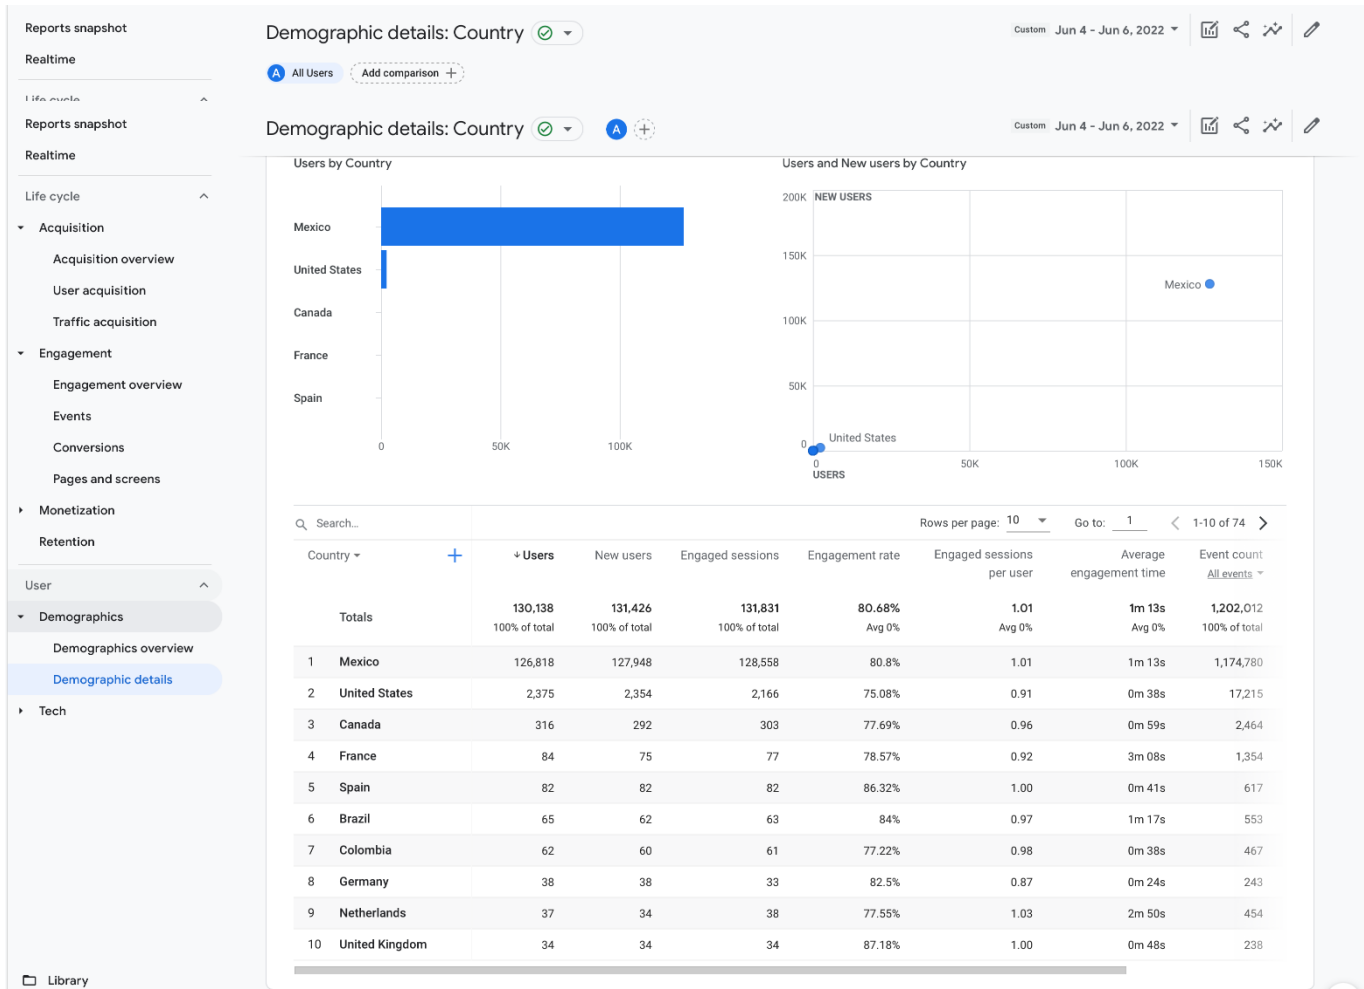 Reports snapshot
Realtime
Life cycle
Demographic details: Country
Custom Jun 4 - Jun 6, 2022
A All Users
Add comparison
Reports snapshot
Realtime
Life cycle
Acquisition
Acquisition overview
User acquisition
Traffic acquisition
Engagement
Engagement overview
Events
Conversions
Pages and screens
Monetization
Retention
User
Demographics
Demographics overview
Demographic details
Tech
Library
Demographic details: Country
A
Custom Jun 4 - Jun 6, 2022
Users by Country
Mexico
United States
Canada
France
Spain
0 50K 100K
Users and New users by Country
200K NEW USERS
150K
Mexico
100K
50K
United States
0
0 50K 100K 150K
USERS
Search...
Rows per page: 10 Go to: 1 1-10 of 74
Country Users New users Engaged sessions Engagement rate Engaged sessions per user Average engagement time Event count
All events
Totals 130,138 131,426 131,831 80.68% 1.01 1m 13s 1,202,012
100% of total 100% of total 100% of total Avg 0% Avg 0% Avg 0% 100% of total
1 Mexico 126,818 127,948 128,558 80.8% 1.01 1m 13s 1,174,780
2 United States 2,375 2,354 2,166 75.08% 0.91 0m 38s 17,215
3 Canada 316 292 303 77.69% 0.96 0m 59s 2,464
4 France 84 75 77 78.57% 0.92 3m 08s 1,354
5 Spain 82 82 82 86.32% 1.00 0m 41s 617
6 Brazil 65 62 63 84% 0.97 1m 17s 553
7 Colombia 62 60 61 77.22% 0.98 0m 38s 467
8 Germany 38 38 33 82.5% 0.87 0m 24s 243
9 Netherlands 37 34 38 77.55% 1.03 2m 50s 454
10 United Kingdom 34 34 34 87.18% 1.00 0m 48s 238